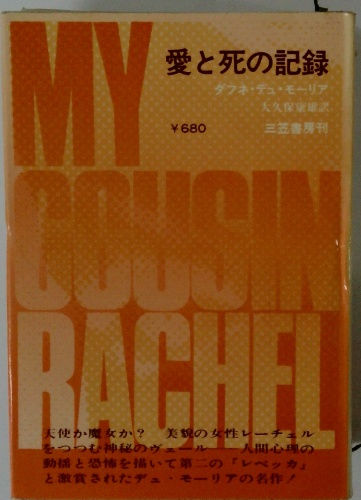 MY
COUSIN
RACHEL
愛と死の記録
ダフネ・デュ・モーリア
大久保康雄訳
¥680
三笠書房刊
天使か魔女か？ 美貌の女性レーチェル
をつつむ神秘のヴェール──人間心理の
動揺と恐怖を描いて第二の『レベッカ』
と激賞されたデュ・モーリアの名作！